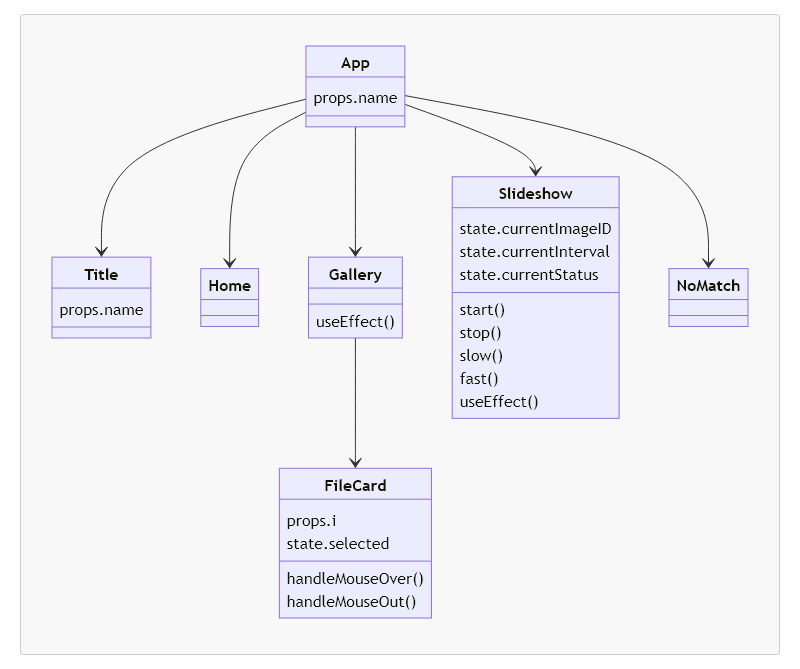 App
props.name
Title
props.name
Home
Gallery
useEffect()
Slideshow
state.currentImageID
state.currentInterval
state.currentStatus
start()
stop()
slow()
fast()
useEffect()
NoMatch
FileCard
props.i
state.selected
handleMouseOver()
handleMouseOut()